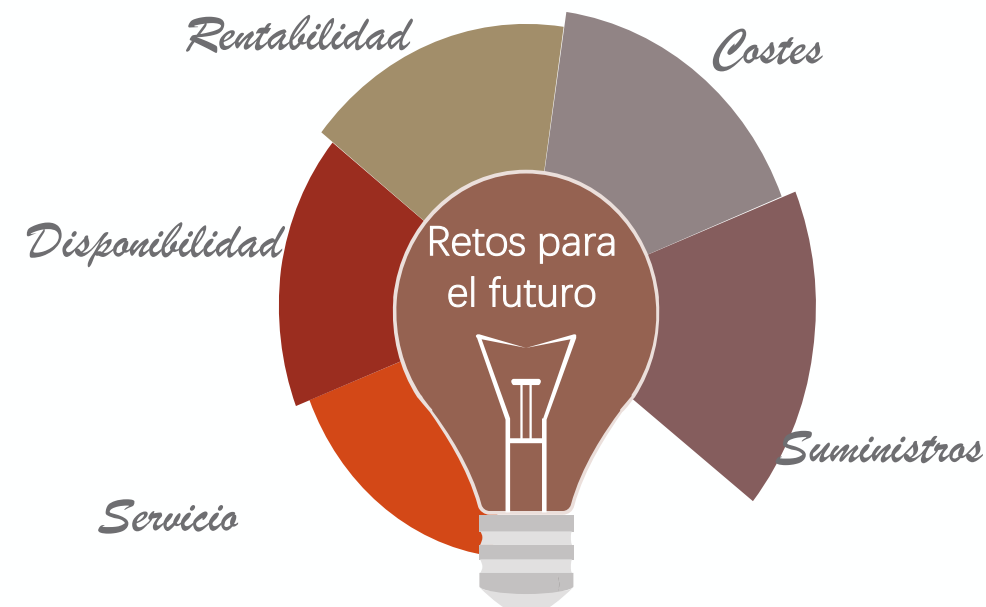 Rentabilidad
Costes
Retos para
el futuro
Disponibilidad
Suministros
Servicio